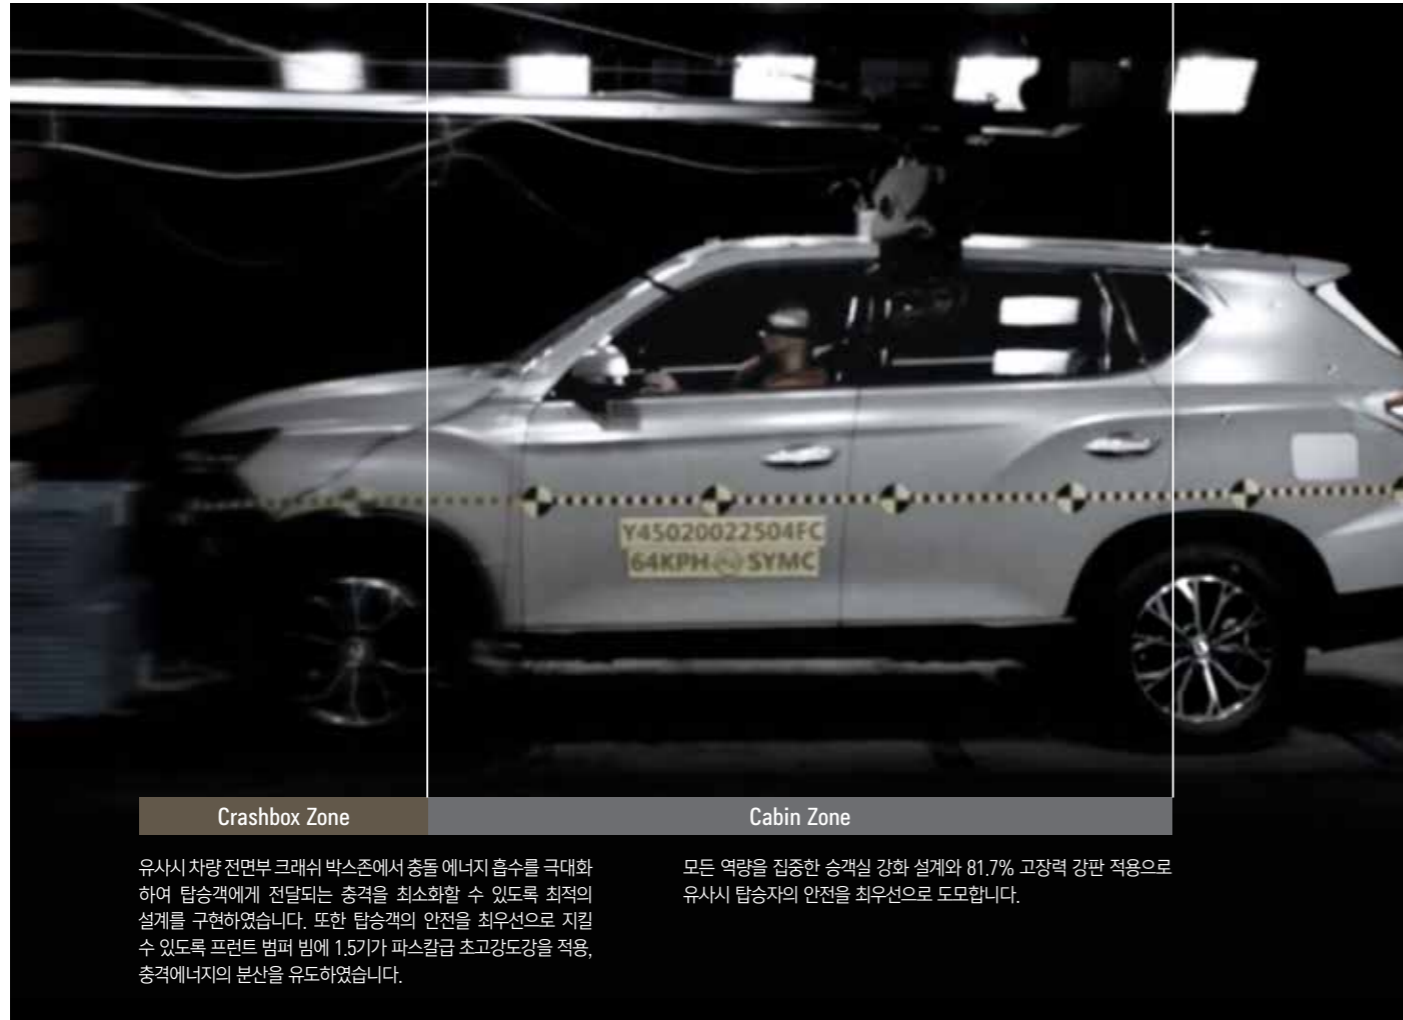 Y45020022504FC
64KPH SYMC
Crashbox Zone
Cabin Zone
유사시 차량 전면부 크래쉬 박스존에서 충돌 에너지 흡수를 극대화
하여 탑승객에게 전달되는 충격을 최소화할 수 있도록 최적의
설계를 구현하였습니다. 또한 탑승객의 안전을 최우선으로 지킬
수 있도록 프런트 범퍼 빔에 1.5기가 파스칼급 초고강도강을 적용,
충격에너지의 분산을 유도하였습니다.
모든 역량을 집중한 승객실 강화 설계와 81.7% 고장력 강판 적용으로
유사시 탑승자의 안전을 최우선으로 도모합니다.